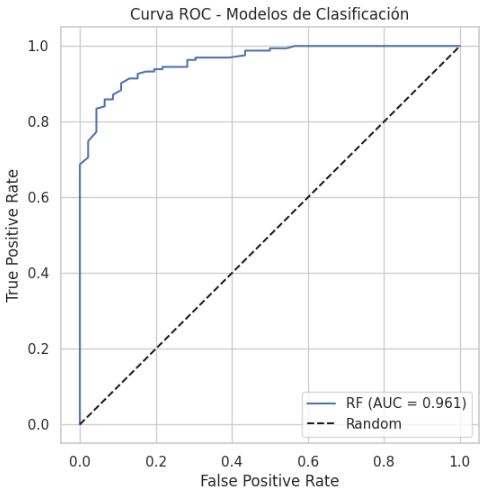 Curva ROC - Modelos de Clasificación
True Positive Rate
1.0
0.8
0.6
0.4
0.2
0.0
RF (AUC = 0.961)
Random
0.0 0.2 0.4 0.6 0.8 1.0
False Positive Rate